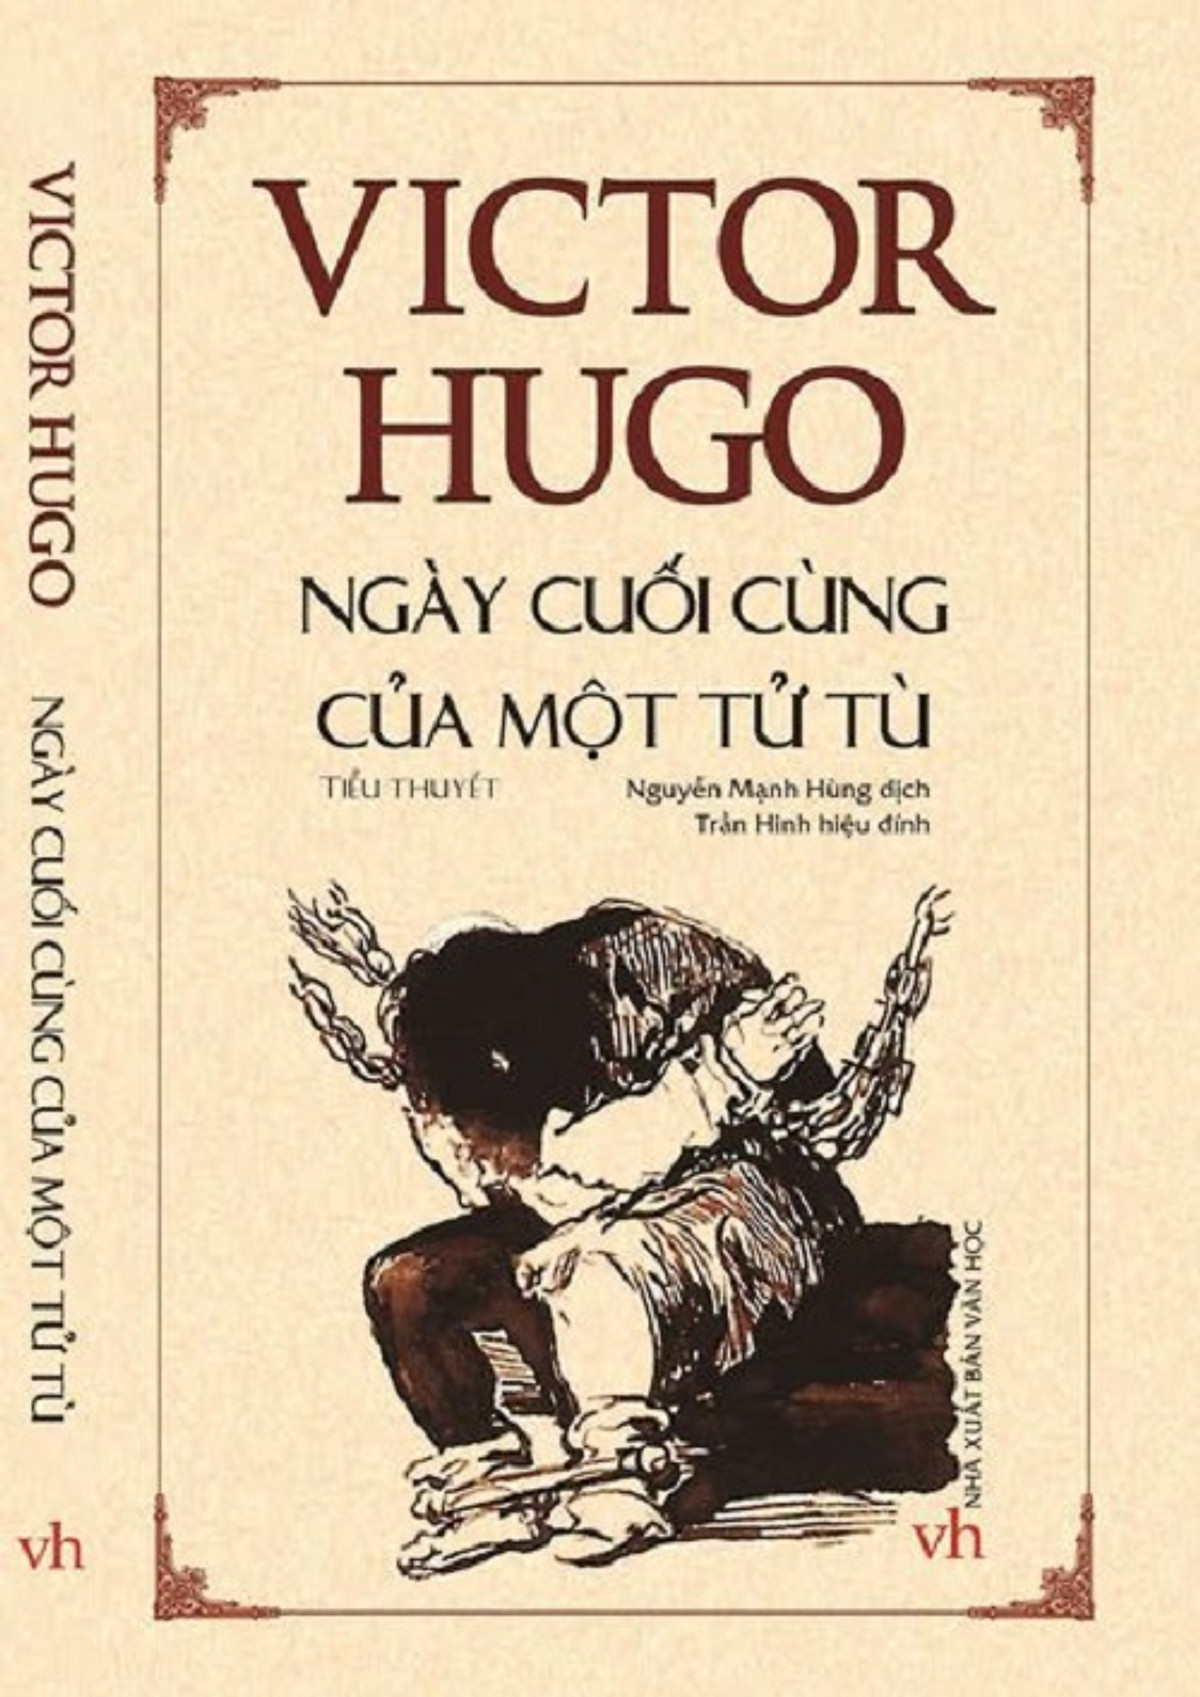 VICTOR HUGO NGÀY CUỐI CÙNG CỦA MỘT TỬ TÙ
vh
VICTOR
HUGO
NGÀY CUỐI CÙNG
CỦA MỘT TỬ TÙ
TIỂU THUYẾT
Nguyễn Mạnh Hùng dịch
Trần Hinh hiệu đính
NHÀ XUẤT BẢN VĂN HỌC
vh